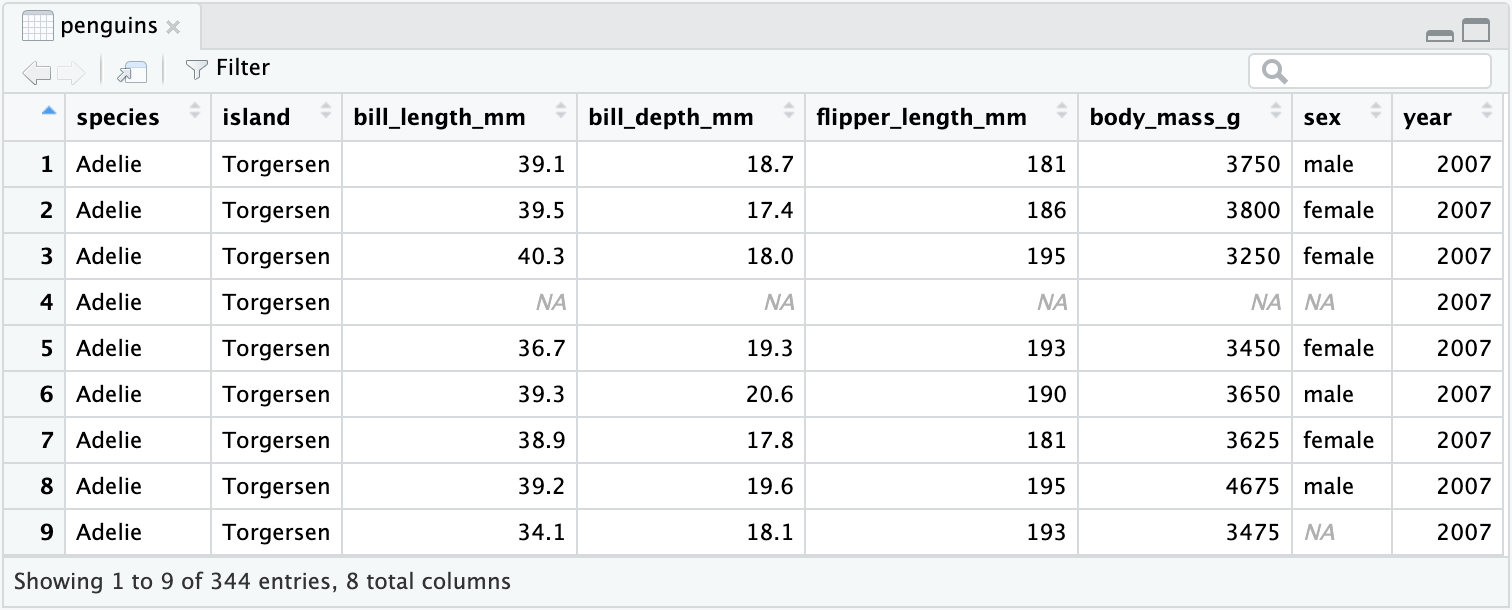 penguins
Filter
species island bill_length_mm bill_depth_mm flipper_length_mm body_mass_g sex year
1 Adelie Torgersen 39.1 18.7 181 3750 male 2007
2 Adelie Torgersen 39.5 17.4 186 3800 female 2007
3 Adelie Torgersen 40.3 18.0 195 3250 female 2007
4 Adelie Torgersen NA NA NA NA NA 2007
5 Adelie Torgersen 36.7 19.3 193 3450 female 2007
6 Adelie Torgersen 39.3 20.6 190 3650 male 2007
7 Adelie Torgersen 38.9 17.8 181 3625 female 2007
8 Adelie Torgersen 39.2 19.6 195 4675 male 2007
9 Adelie Torgersen 34.1 18.1 193 3475 NA 2007
Showing 1 to 9 of 344 entries, 8 total columns